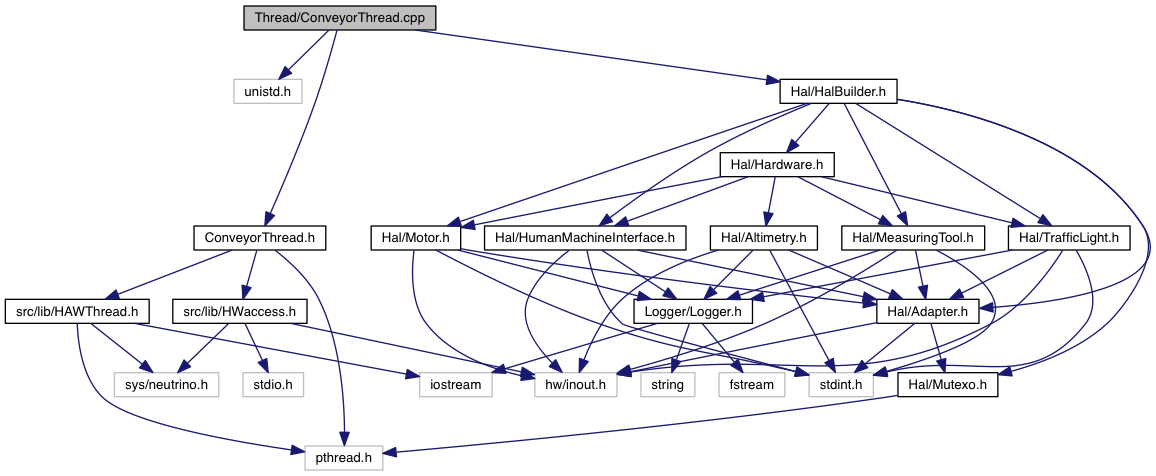 Thread/ConveyorThread.cpp
unistd.h
Hal/HalBuilder.h
Hal/Hardware.h
ConveyorThread.h
Hal/Motor.h
Hal/HumanMachineInterface.h
Hal/Altimetry.h
Hal/MeasuringTool.h
Hal/TrafficLight.h
src/lib/HAWThread.h
src/lib/HWaccess.h
Logger/Logger.h
Hal/Adapter.h
sys/neutrino.h
stdio.h
iostream
hw/inout.h
string
fstream
stdint.h
Hal/Mutexo.h
pthread.h